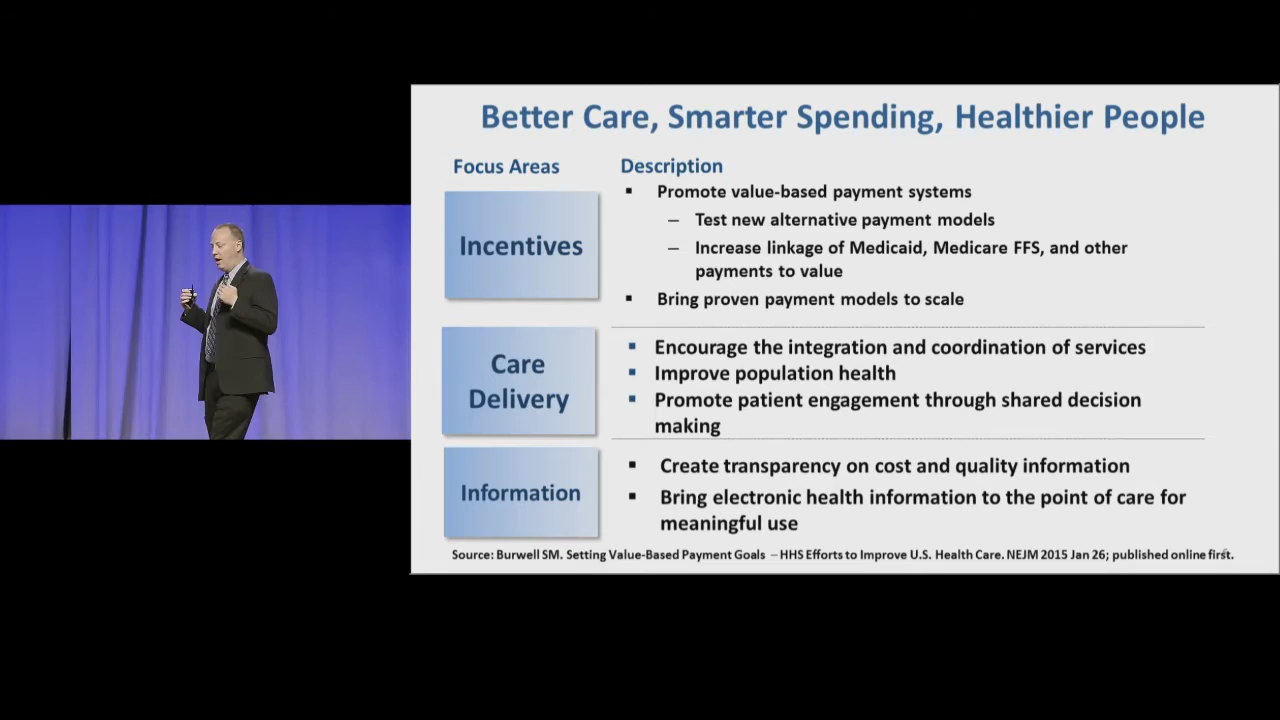 Better Care, Smarter Spending, Healthier People
Focus Areas
Description
Incentives
▪ Promote value-based payment systems
– Test new alternative payment models
– Increase linkage of Medicaid, Medicare FFS, and other
payments to value
▪ Bring proven payment models to scale
Care
Delivery
▪ Encourage the integration and coordination of services
▪ Improve population health
▪ Promote patient engagement through shared decision
making
Information
▪ Create transparency on cost and quality information
▪ Bring electronic health information to the point of care for
meaningful use
Source: Burwell SM. Setting Value-Based Payment Goals – HHS Efforts to Improve U.S. Health Care. NEJM 2015 Jan 26; published online first.